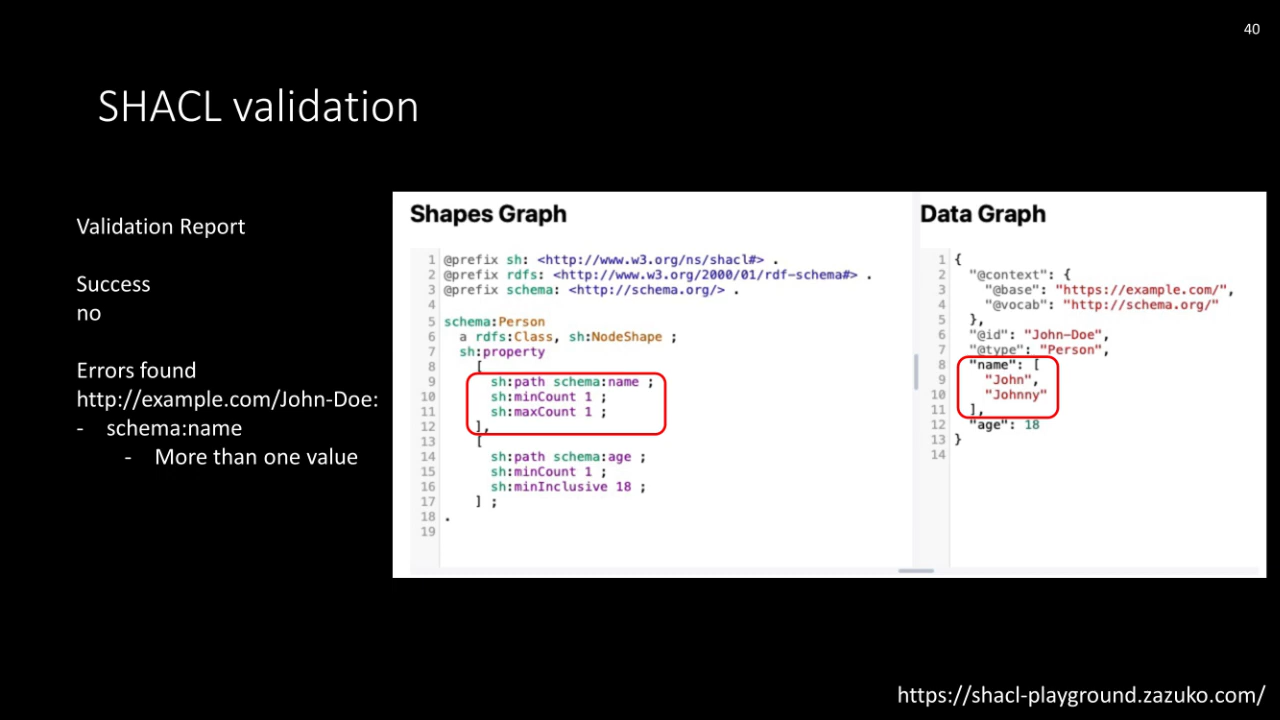 40
SHACL validation
Validation Report
Success
no
Errors found
http://example.com/John-Doe:
- schema:name
- More than one value
Shapes Graph
1 @prefix sh: <http://www.w3.org/ns/shacl#> .
2 @prefix rdfs: <http://www.w3.org/2000/01/rdf-schema#> .
3 @prefix schema: <http://schema.org/> .
4
5 schema:Person
6 a rdfs:Class, sh:NodeShape ;
7 sh:property
8 [
9 sh:path schema:name ;
10 sh:minCount 1 ;
11 sh:maxCount 1 ;
12 ],
13 [
14 sh:path schema:age ;
15 sh:minCount 1 ;
16 sh:minInclusive 18 ;
17 ] ;
18 .
19
Data Graph
1 {
2 "@context": {
3 "@base": "https://example.com/",
4 "@vocab": "http://schema.org/"
5 },
6 "@id": "John-Doe",
7 "@type": "Person",
8 "name": [
9 "John",
10 "Johnny"
11 ],
12 "age": 18
13 }
14
https://shacl-playground.zazuko.com/